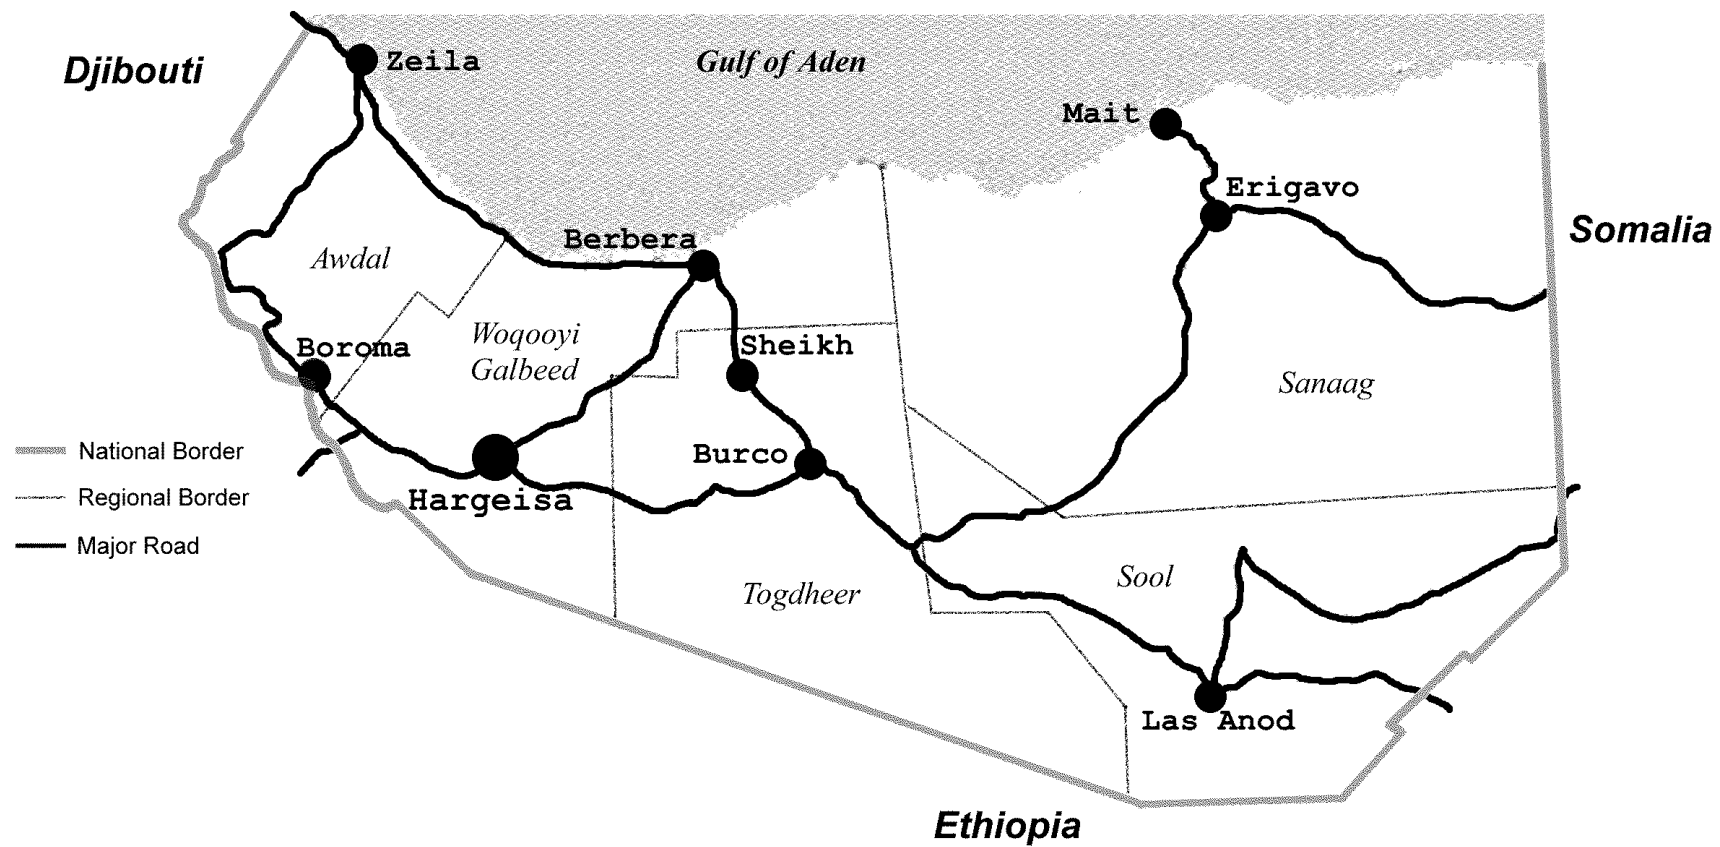 Djibouti
Zeila
Gulf of Aden
Mait
Erigavo
Somalia
Berbera
Awdal
Woqooyi
Galbeed
Sheikh
Boroma
Sanaag
National Border
Regional Border
Major Road
Burco
Hargeisa
Togdheer
Sool
Las Anod
Ethiopia